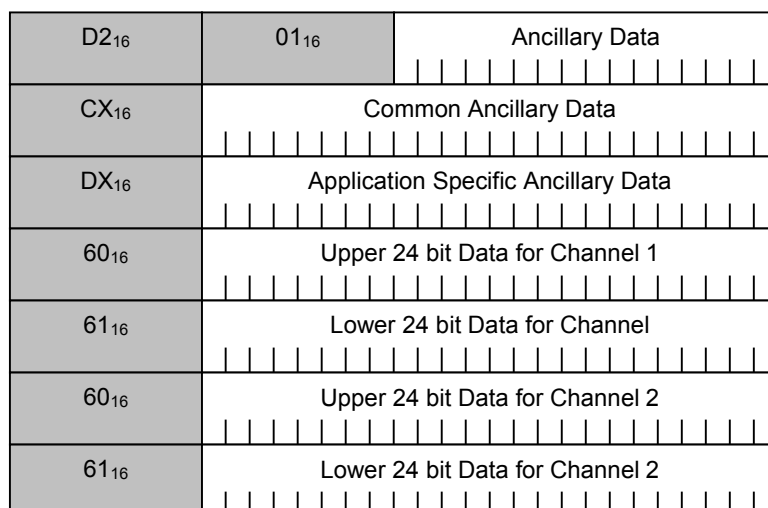 D2₁₆ 01₁₆ Ancillary Data
CX₁₆ Common Ancillary Data
DX₁₆ Application Specific Ancillary Data
60₁₆ Upper 24 bit Data for Channel 1
61₁₆ Lower 24 bit Data for Channel
60₁₆ Upper 24 bit Data for Channel 2
61₁₆ Lower 24 bit Data for Channel 2